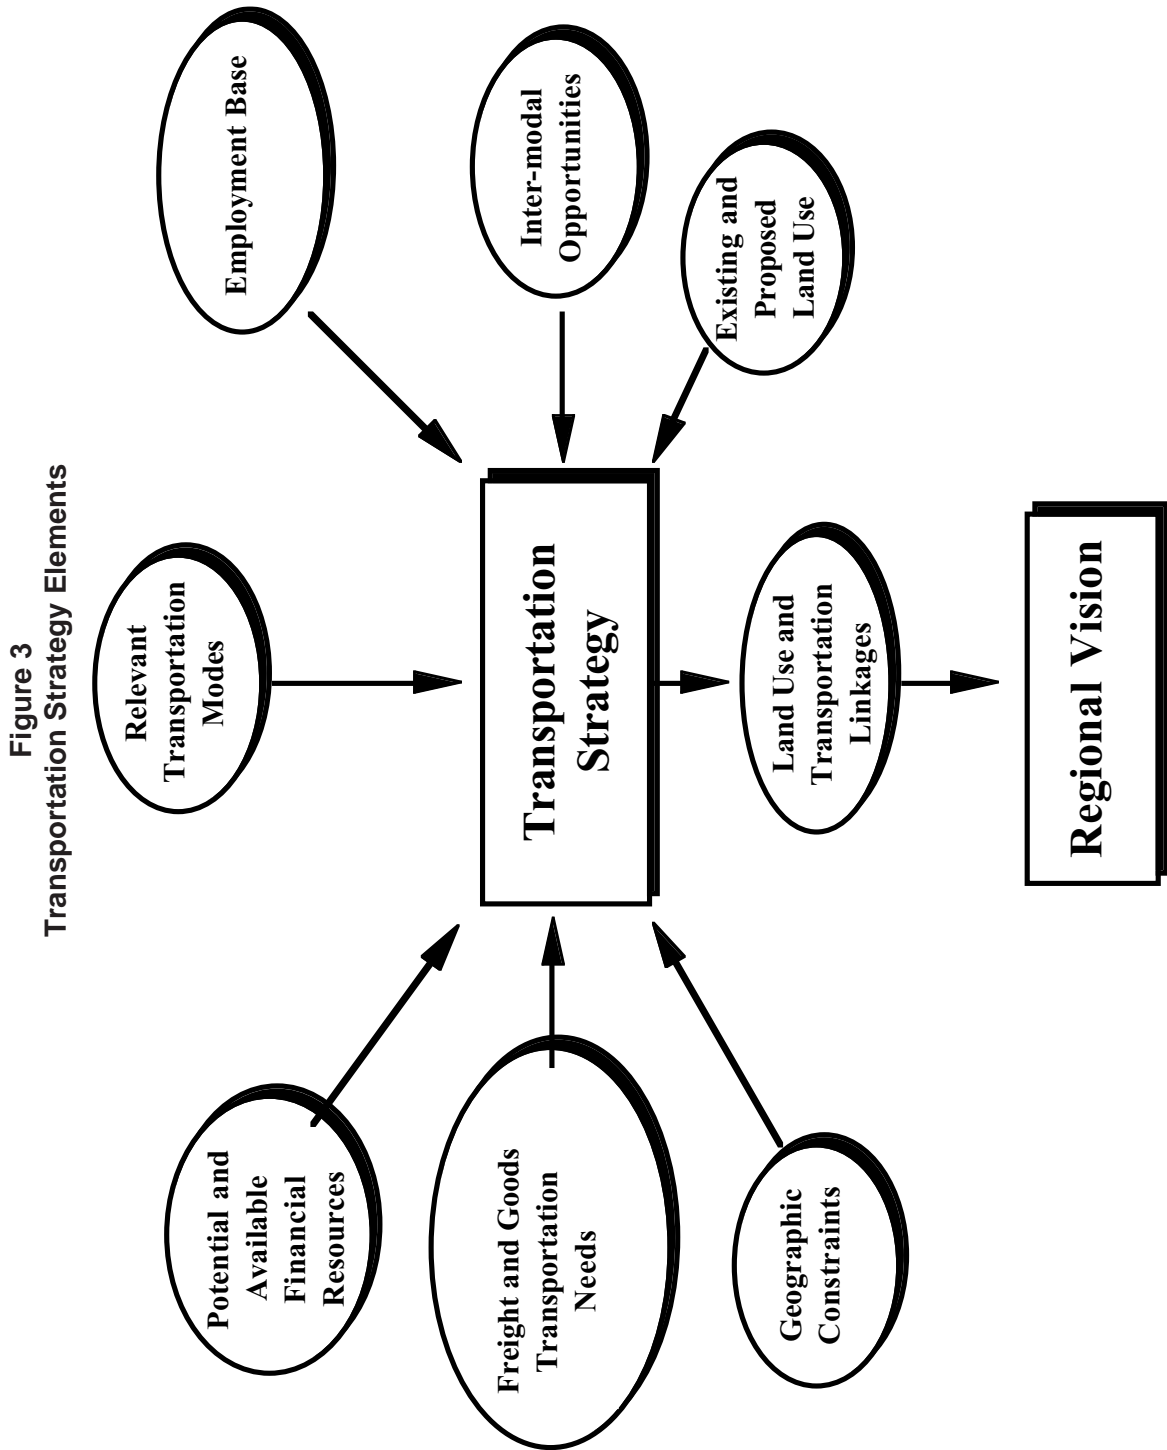 Figure 3
Transportation Strategy Elements
Relevant
Transportation
Modes
Potential and
Available
Financial
Resources
Employment Base
Freight and Goods
Transportation
Needs
Transportation
Strategy
Inter-modal
Opportunities
Geographic
Constraints
Land Use and
Transportation
Linkages
Existing and
Proposed
Land Use
Regional Vision